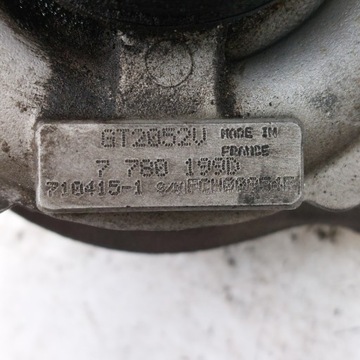 GT2052V MADE IN
FRANCE
7 780 199D
710415-1 S/N